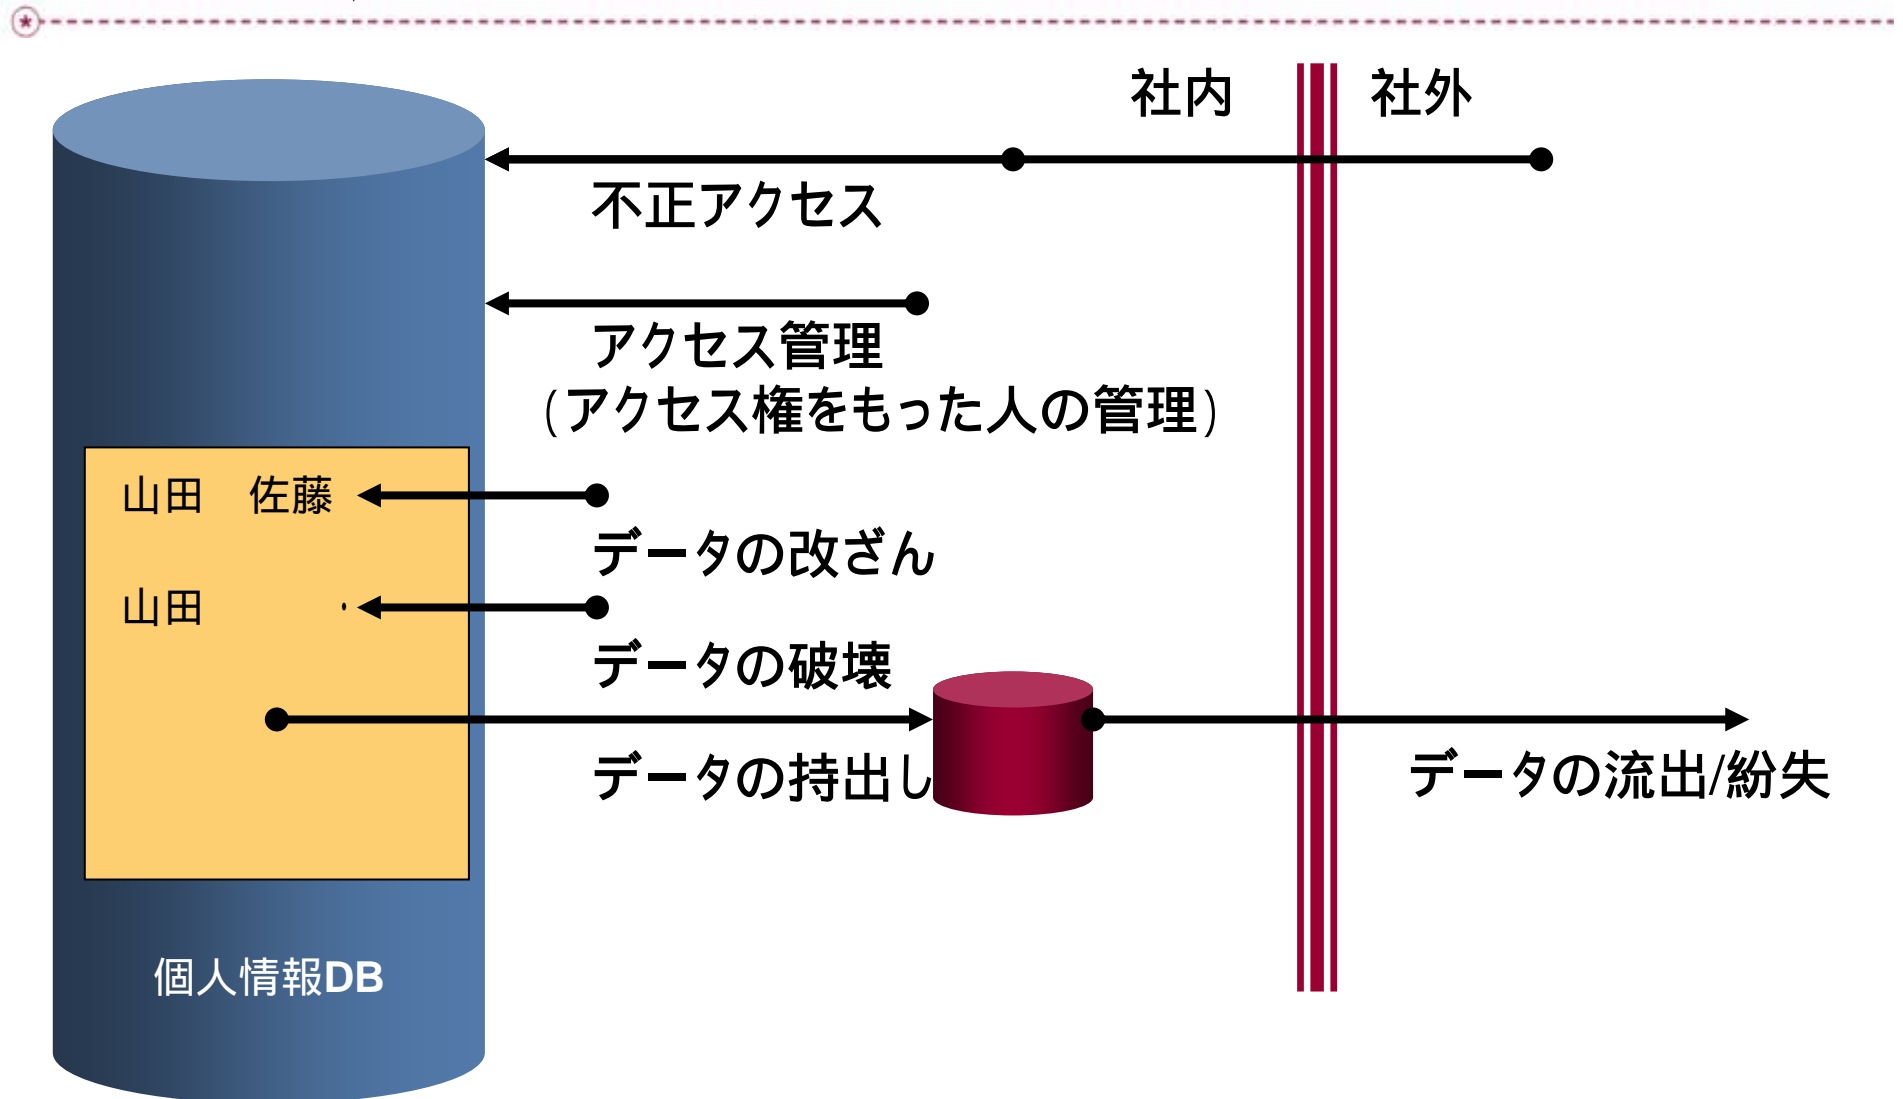 社内 社外
不正アクセス
アクセス管理
(アクセス権をもった人の管理)
山田 佐藤
データの改ざん
山田
データの破壊
データの持出し
データの流出/紛失
個人情報DB